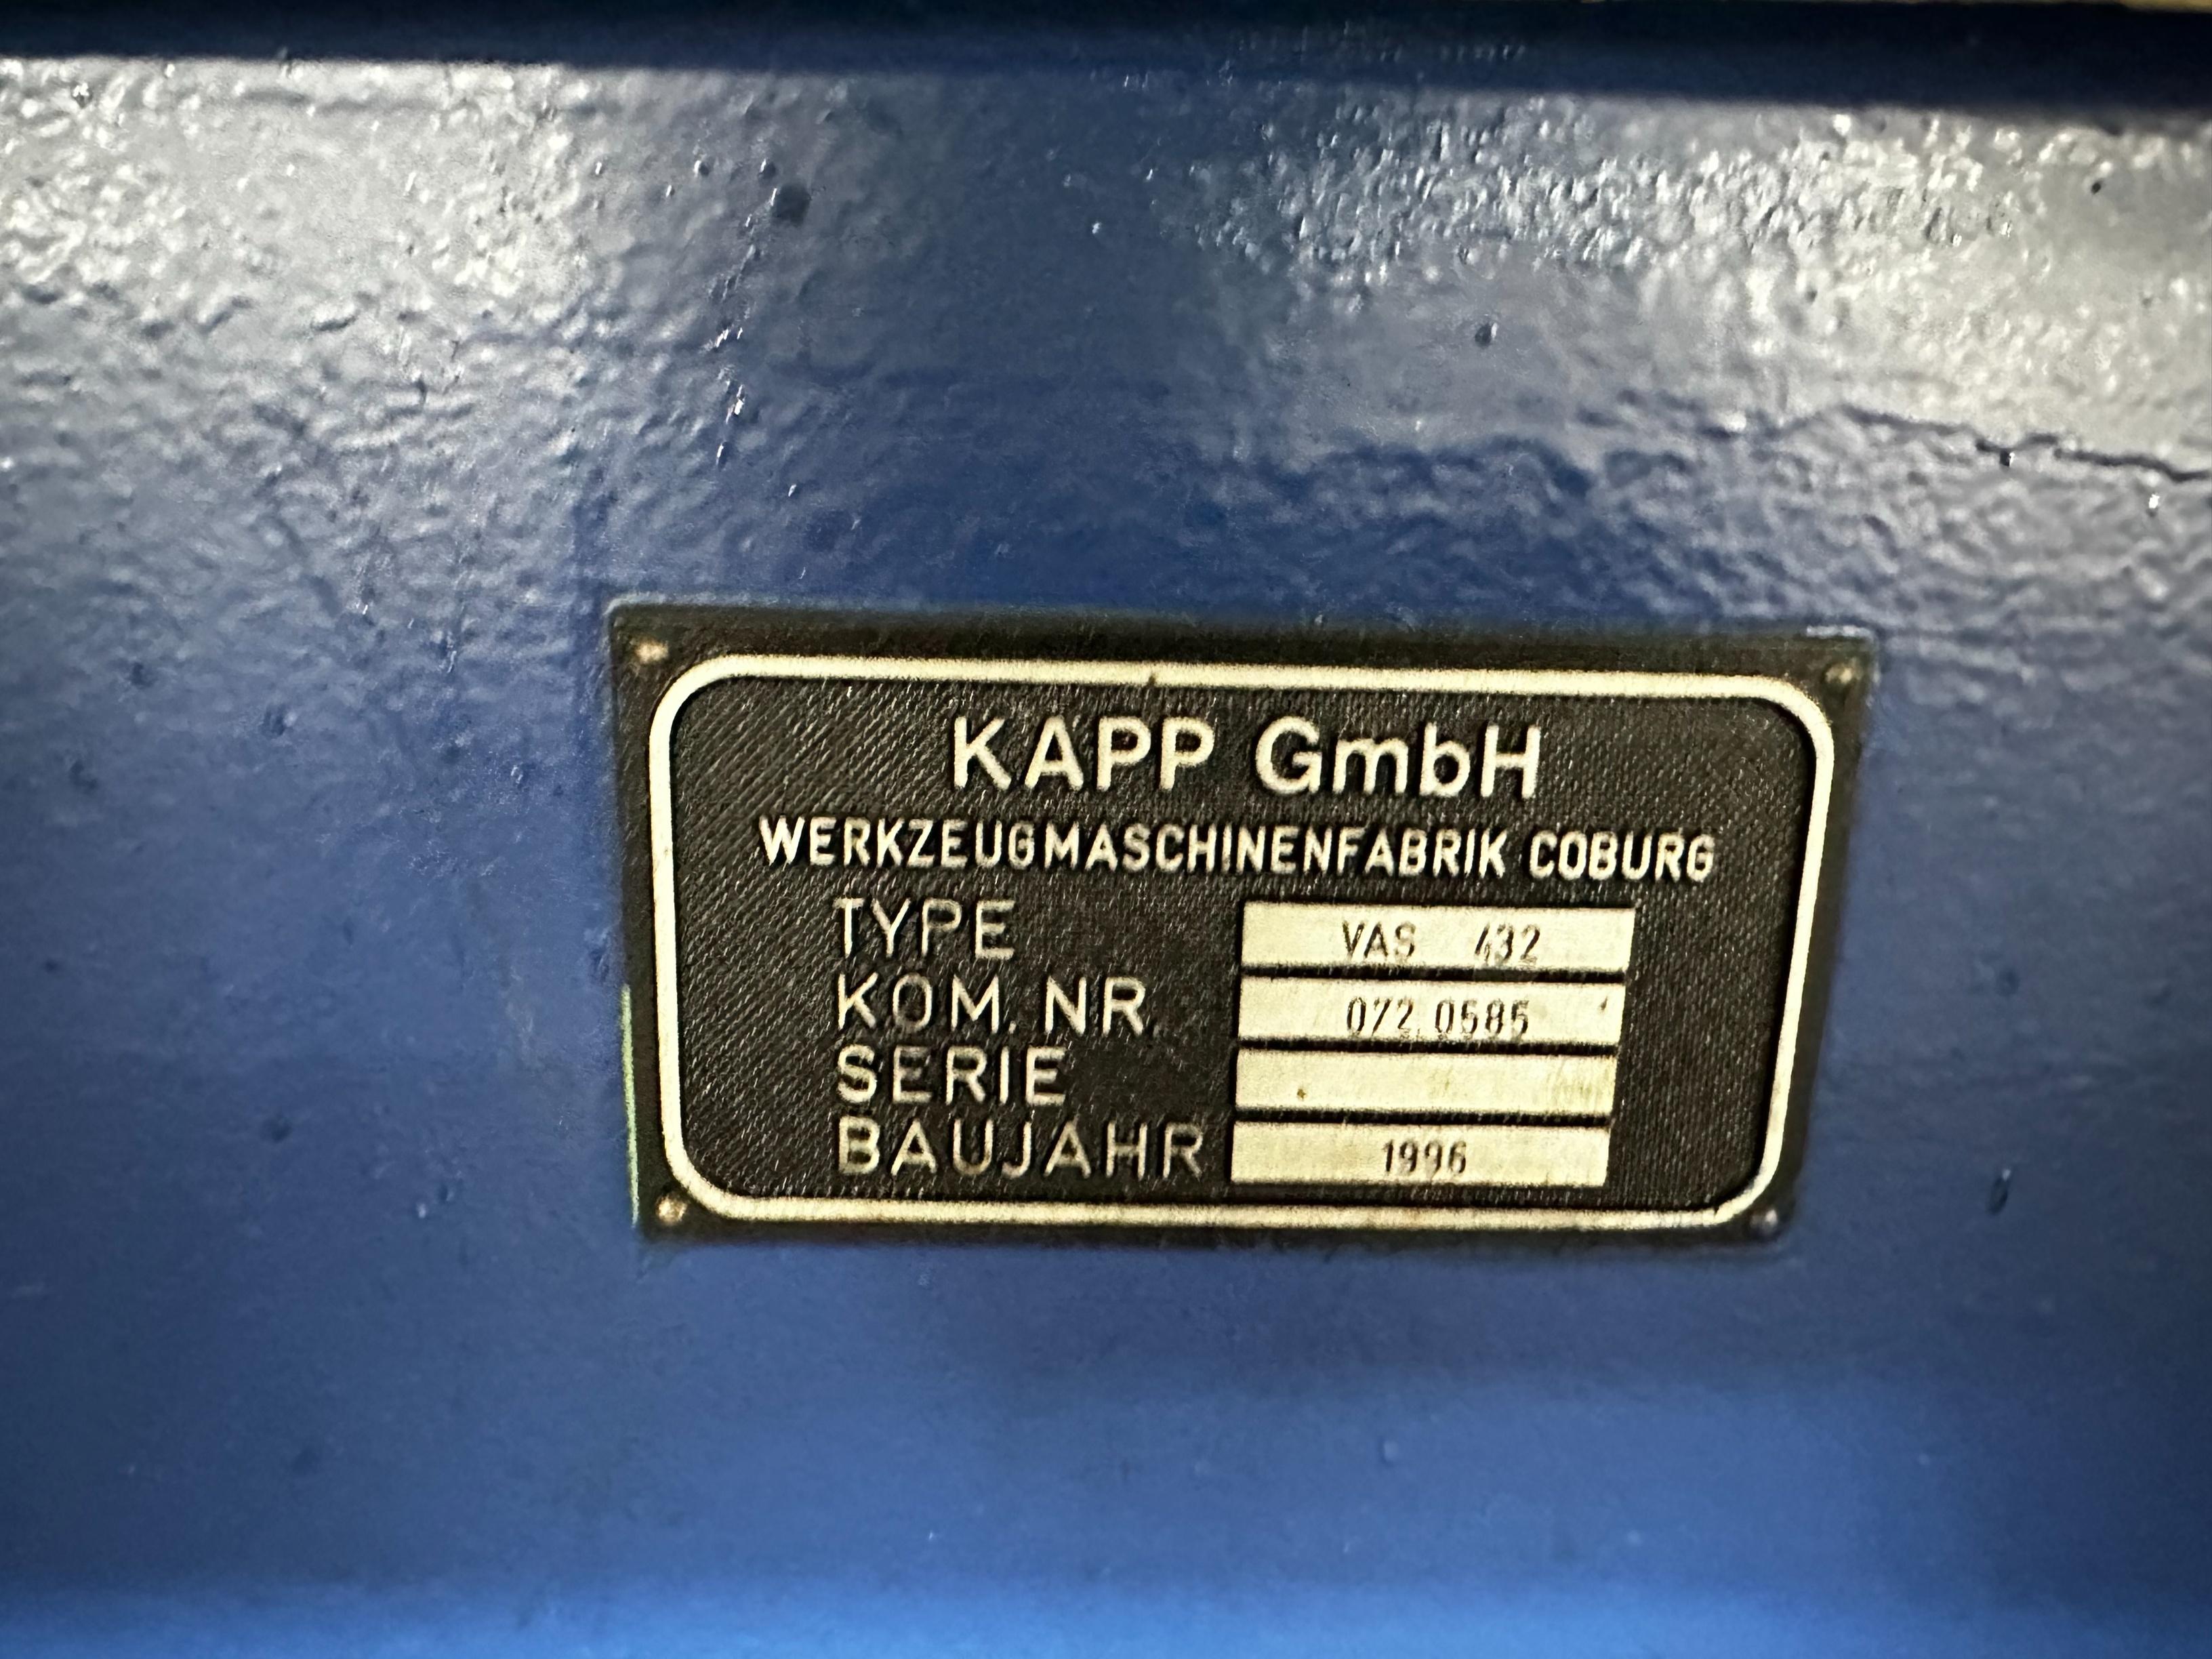 KAPP GmbH
WERKZEUGMASCHINENFABRIK COBURG
TYPE VAS 432
KOM. NR. 072.0585
SERIE
BAUJAHR 1996